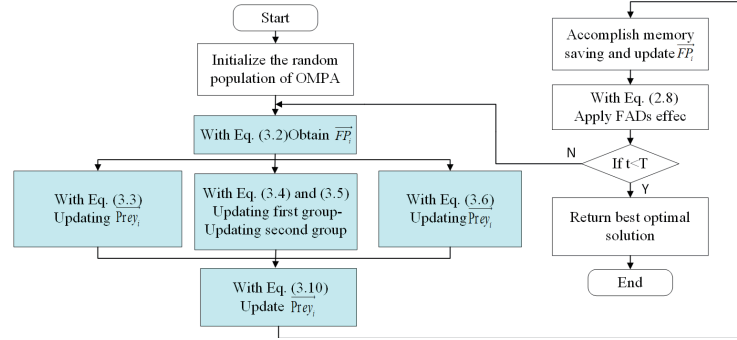 Start
Initialize the random
population of OMPA
With Eq. (3.2)Obtain FP_i
With Eq. (3.3)
Updating Prey_i
With Eq. (3.4) and (3.5)
Updating first group-
Updating second group
With Eq. (3.6)
Updating Prey_i
With Eq. (3.10)
Update Prey_i
Accomplish memory
saving and update FP_i
With Eq. (2.8)
Apply FADs effec
If t<T
N
Y
Return best optimal
solution
End